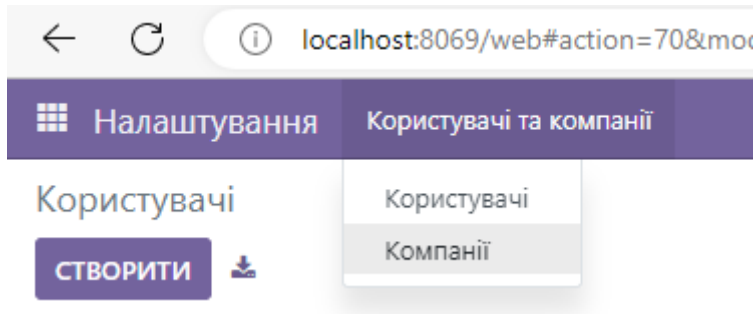 localhost:8069/web#action=70&mod
Налаштування Користувачі та компанії
Користувачі
Користувачі
Компанії
СТВОРИТИ